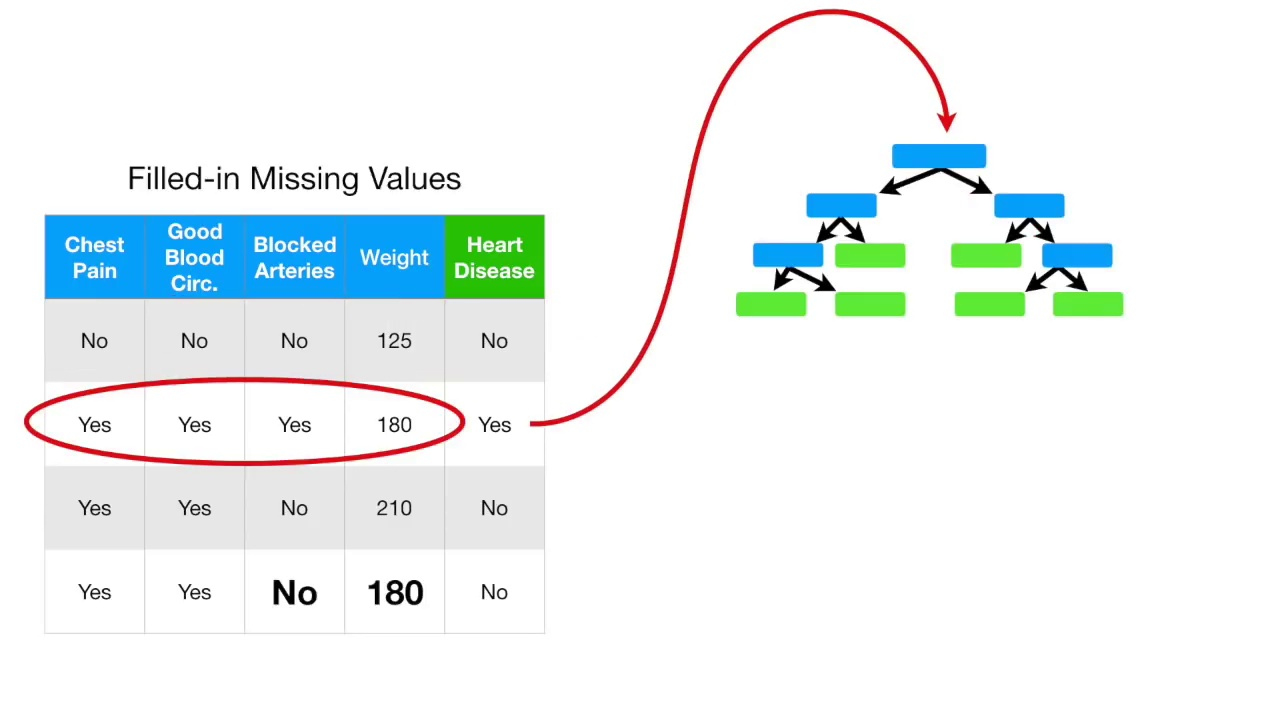 Filled-in Missing Values
Chest
Pain
Good
Blood
Circ.
Blocked
Arteries
Weight
Heart
Disease
No No No 125 No
Yes Yes Yes 180 Yes
Yes Yes No 210 No
Yes Yes No 180 No